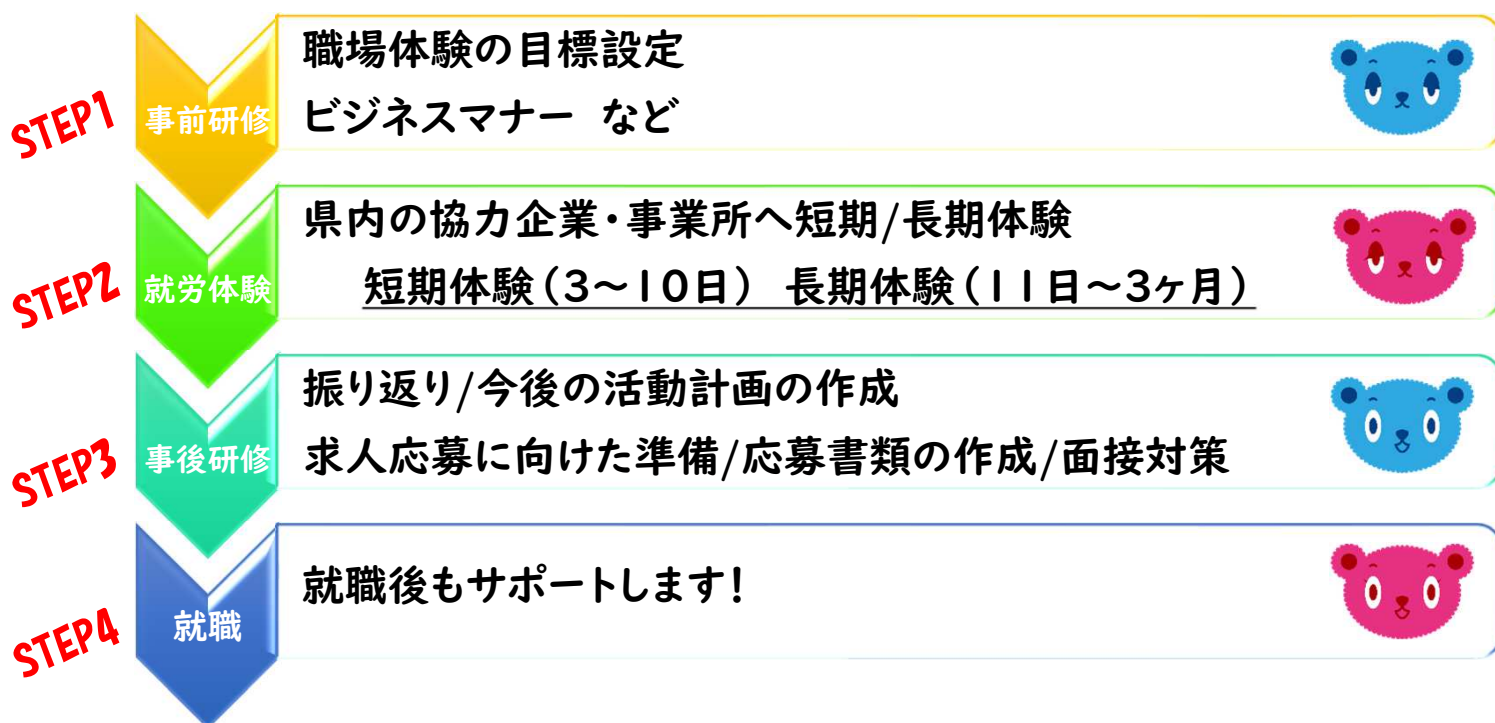 職場体験の目標設定
STEP1
事前研修
ビジネスマナー など
県内の協力企業・事業所へ短期/長期体験
STEP2
就労体験
短期体験(3～10日) 長期体験(11日～3ヶ月)
振り返り/今後の活動計画の作成
STEP3
事後研修
求人応募に向けた準備/応募書類の作成/面接対策
就職後もサポートします!
STEP4
就職